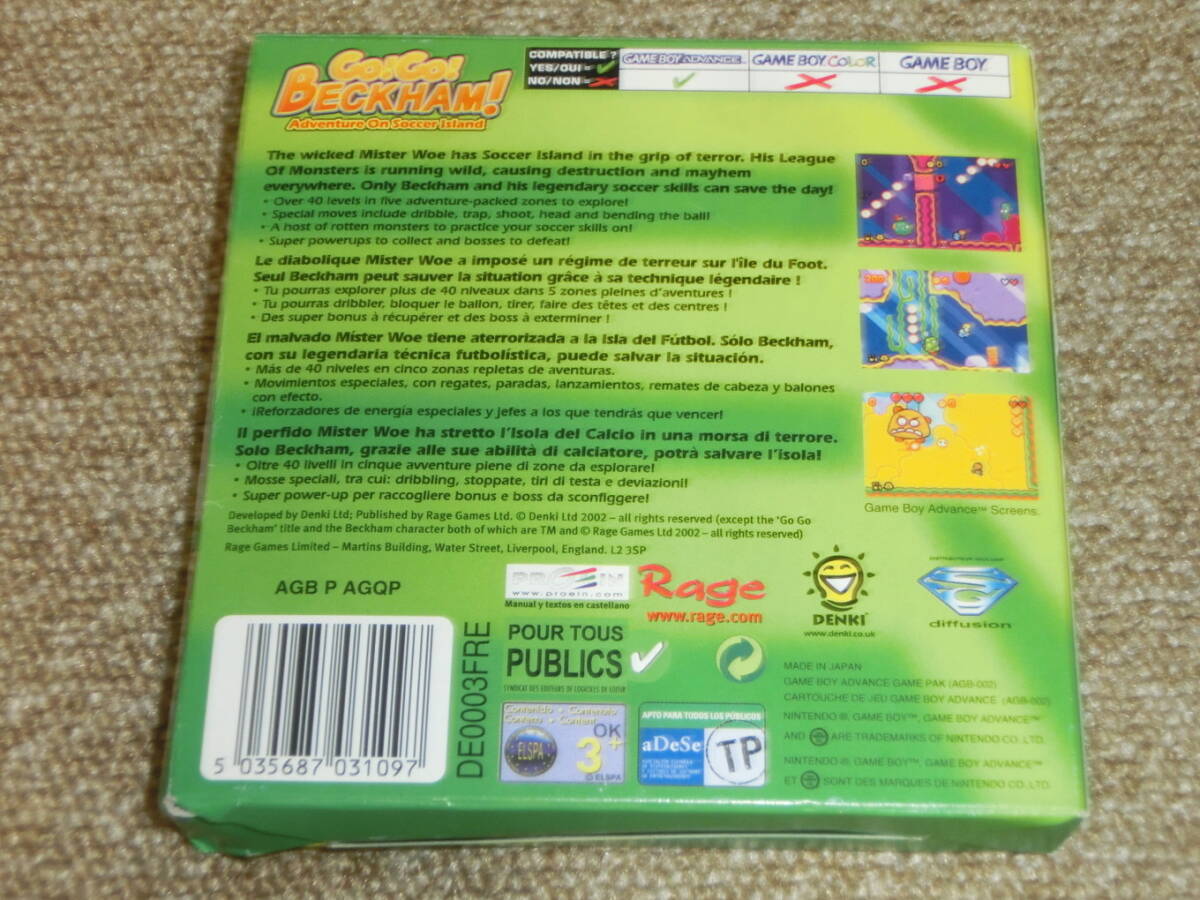 Go! Go!
BECKHAM!
Adventure On Soccer Island
COMPATIBLE ?
YES/OUI =
NO/NON =
GAME BOY ADVANCE™
GAME BOY COLOR
GAME BOY™
The wicked Mister Woe has Soccer Island in the grip of terror. His League
Of Monsters is running wild, causing destruction and mayhem
everywhere. Only Beckham and his legendary soccer skills can save the day!
• Over 40 levels in five adventure-packed zones to explore!
• Special moves include dribble, trap, shoot, head and bending the ball!
• A host of rotten monsters to practice your soccer skills on!
• Super powerups to collect and bosses to defeat!
Le diabolique Mister Woe a imposé un régime de terreur sur l'île du Foot.
Seul Beckham peut sauver la situation grâce à sa technique légendaire !
• Tu pourras explorer plus de 40 niveaux dans 5 zones pleines d'aventures !
• Tu pourras dribbler, bloquer le ballon, tirer, faire des têtes et des centres !
• Des super bonus à récupérer et des boss à exterminer !
El malvado Míster Woe tiene aterrorizada a la Isla del Fútbol. Sólo Beckham,
con su legendaria técnica futbolística, puede salvar la situación.
• Más de 40 niveles en cinco zonas repletas de aventuras.
• Movimientos especiales, con regates, paradas, lanzamientos, remates de cabeza y balones
con efecto.
• ¡Reforzadores de energía especiales y jefes a los que tendrás que vencer!
Il perfido Mister Woe ha stretto l'Isola del Calcio in una morsa di terrore.
Solo Beckham, grazie alle sue abilità di calciatore, potrà salvare l'isola!
• Oltre 40 livelli in cinque avventure piene di zone da esplorare!
• Mosse speciali, tra cui: dribbling, stoppate, tiri di testa e deviazioni!
• Super power-up per raccogliere bonus e boss da sconfiggere!
Game Boy Advance™ Screens.
Developed by Denki Ltd; Published by Rage Games Ltd. © Denki Ltd 2002 – all rights reserved (except the 'Go Go
Beckham' title and the Beckham character both of which are TM and © Rage Games Ltd 2002 – all rights reserved)
Rage Games Limited – Martins Building, Water Street, Liverpool, England. L2 3SP
AGB P AGQP
PROEIN
www.proein.com
Manual y textos en castellano
Rage
www.rage.com
DENKI
www.denki.co.uk
diffusion
5 035687 031097
DE0003FRE
POUR TOUS
PUBLICS
SYNDICAT DES EDITEURS DE LOGICIELS DE LOISIR
Contenido • Contenuto
Contenu • Content
ELSPA
OK
3+
© ELSPA
APTO PARA TODOS LOS PÚBLICOS
aDeSe
TP
MADE IN JAPAN
GAME BOY ADVANCE GAME PAK (AGB-002)
CARTOUCHE DE JEU GAME BOY ADVANCE (AGB-002)
NINTENDO ®, GAME BOY™, GAME BOY ADVANCE™
AND ARE TRADEMARKS OF NINTENDO CO., LTD.
NINTENDO ®, GAME BOY™, GAME BOY ADVANCE™
ET SONT DES MARQUES DE NINTENDO CO., LTD.